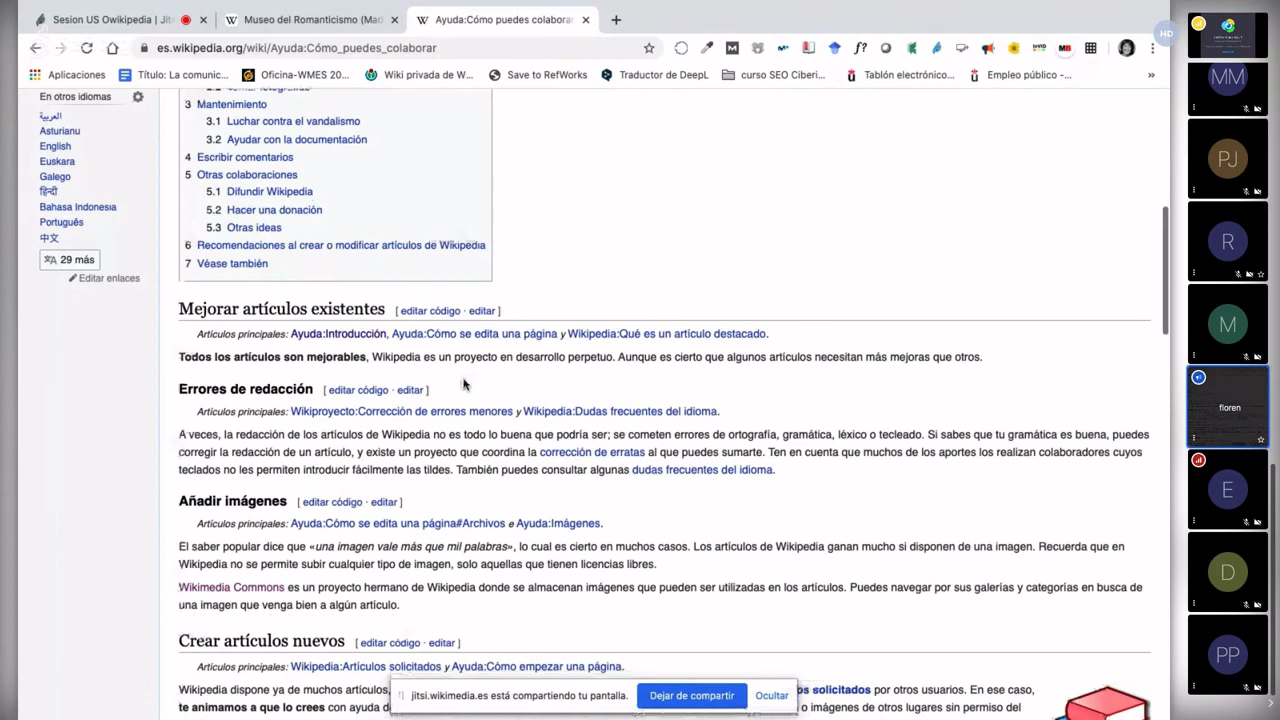 Sesion US Owikipedia | Jits
Museo del Romanticismo (Mad
Ayuda:Cómo puedes colaborar
es.wikipedia.org/wiki/Ayuda:Cómo_puedes_colaborar
HD
Aplicaciones
Título: La comunic...
Oficina-WMES 20...
Wiki privada de W...
Save to RefWorks
Traductor de DeepL
curso SEO Ciberi...
Tablón electrónic...
Empleo público -...
»
En otros idiomas
العربية
Asturianu
English
Euskara
Galego
हिन्दी
Bahasa Indonesia
Português
中文
29 más
Editar enlaces
3 Mantenimiento
3.1 Luchar contra el vandalismo
3.2 Ayudar con la documentación
4 Escribir comentarios
5 Otras colaboraciones
5.1 Difundir Wikipedia
5.2 Hacer una donación
5.3 Otras ideas
6 Recomendaciones al crear o modificar artículos de Wikipedia
7 Véase también
Mejorar artículos existentes [ editar código · editar ]
Artículos principales: Ayuda:Introducción, Ayuda:Cómo se edita una página y Wikipedia:Qué es un artículo destacado.
Todos los artículos son mejorables, Wikipedia es un proyecto en desarrollo perpetuo. Aunque es cierto que algunos artículos necesitan más mejoras que otros.
Errores de redacción [ editar código · editar ]
Artículos principales: Wikiproyecto:Corrección de errores menores y Wikipedia:Dudas frecuentes del idioma.
A veces, la redacción de los artículos de Wikipedia no es todo lo buena que podría ser; se cometen errores de ortografía, gramática, léxico o tecleado. Si sabes que tu gramática es buena, puedes
corregir la redacción de un artículo, y existe un proyecto que coordina la corrección de erratas al que puedes sumarte. Ten en cuenta que muchos de los aportes los realizan colaboradores cuyos
teclados no les permiten introducir fácilmente las tildes. También puedes consultar algunas dudas frecuentes del idioma.
Añadir imágenes [ editar código · editar ]
Artículos principales: Ayuda:Cómo se edita una página#Archivos e Ayuda:Imágenes.
El saber popular dice que «una imagen vale más que mil palabras», lo cual es cierto en muchos casos. Los artículos de Wikipedia ganan mucho si disponen de una imagen. Recuerda que en
Wikipedia no se permite subir cualquier tipo de imagen, solo aquellas que tienen licencias libres.
Wikimedia Commons es un proyecto hermano de Wikipedia donde se almacenan imágenes que pueden ser utilizadas en los artículos. Puedes navegar por sus galerías y categorías en busca de
una imagen que venga bien a algún artículo.
Crear artículos nuevos [ editar código · editar ]
Artículos principales: Wikipedia:Artículos solicitados y Ayuda:Cómo empezar una página.
Wikipedia dispone ya de muchos artículos, os solicitados por otros usuarios. En ese caso,
te animamos a que lo crees con ayuda d o imágenes de otros lugares sin permiso del
jitsi.wikimedia.es está compartiendo tu pantalla.
Dejar de compartir
Ocultar
MM
PJ
R
M
floren
E
D
PP